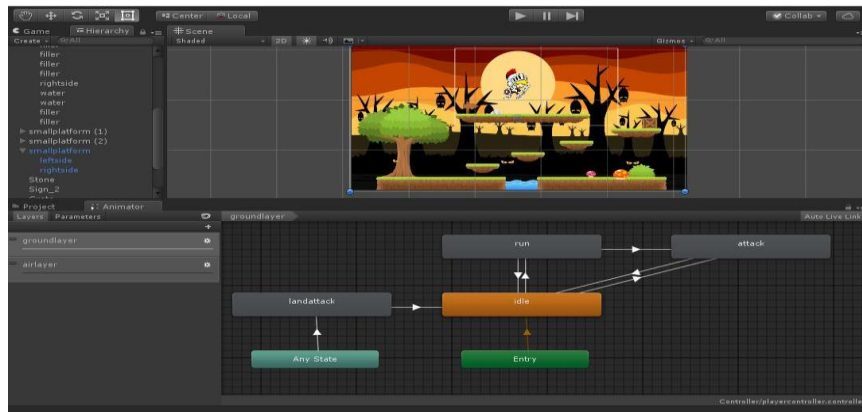 Center Local
Collab
Game Hierarchy Scene
Create All Shaded 2D Gizmos All
filler
filler
filler
rightside
water
water
filler
filler
smallplatform (1)
smallplatform (2)
smallplatform
leftside
rightside
Stone
Sign_2
Project Animator
Layers Parameters groundlayer Auto Live Link
groundlayer
airlayer
run attack
landattack idle
Any State Entry
Controller/playercontroller.controlle